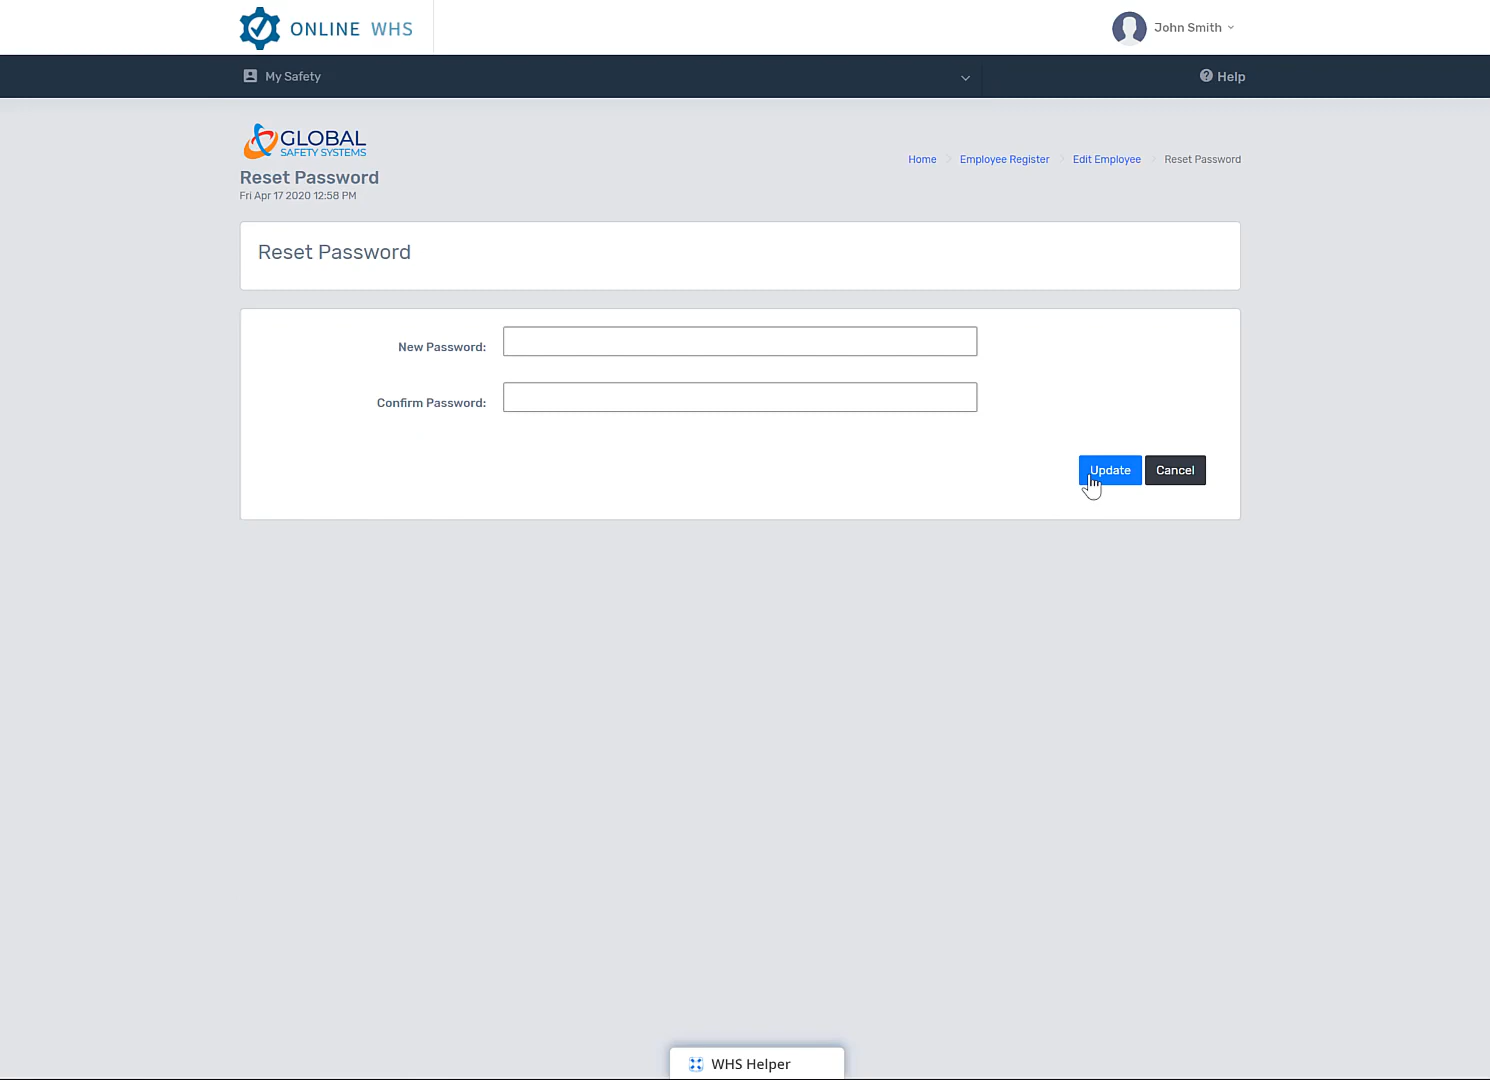 ONLINE WHS
John Smith
My Safety
Help
GLOBAL
SAFETY SYSTEMS
Home
Employee Register
Edit Employee
Reset Password
Reset Password
Fri Apr 17 2020 12:58 PM
Reset Password
New Password:
Confirm Password:
Update
Cancel
WHS Helper